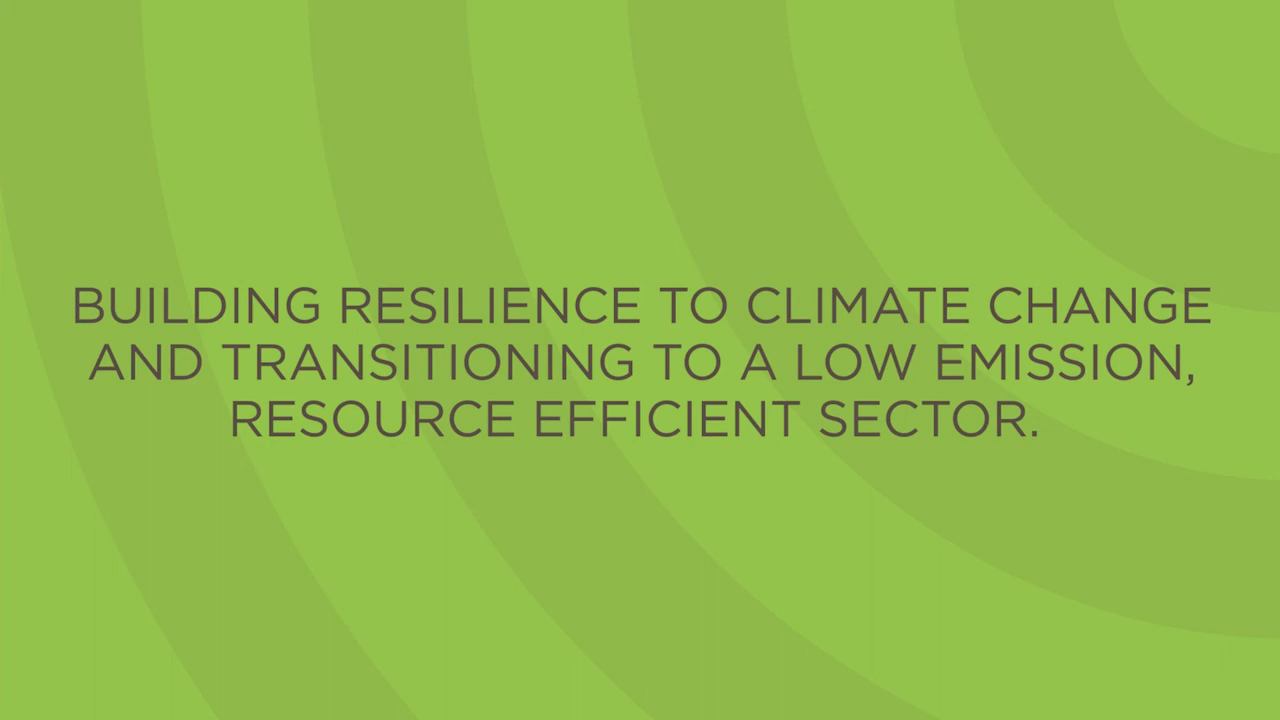 BUILDING RESILIENCE TO CLIMATE CHANGE
AND TRANSITIONING TO A LOW EMISSION,
RESOURCE EFFICIENT SECTOR.